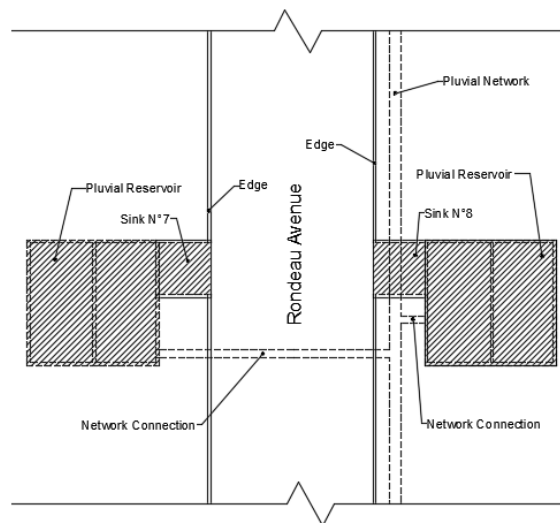 Pluvial Network
Edge
Pluvial Reservoir
Pluvial Reservoir
Edge
Sink N°7
Sink N°8
Rondeau Avenue
Network Connection
Network Connection